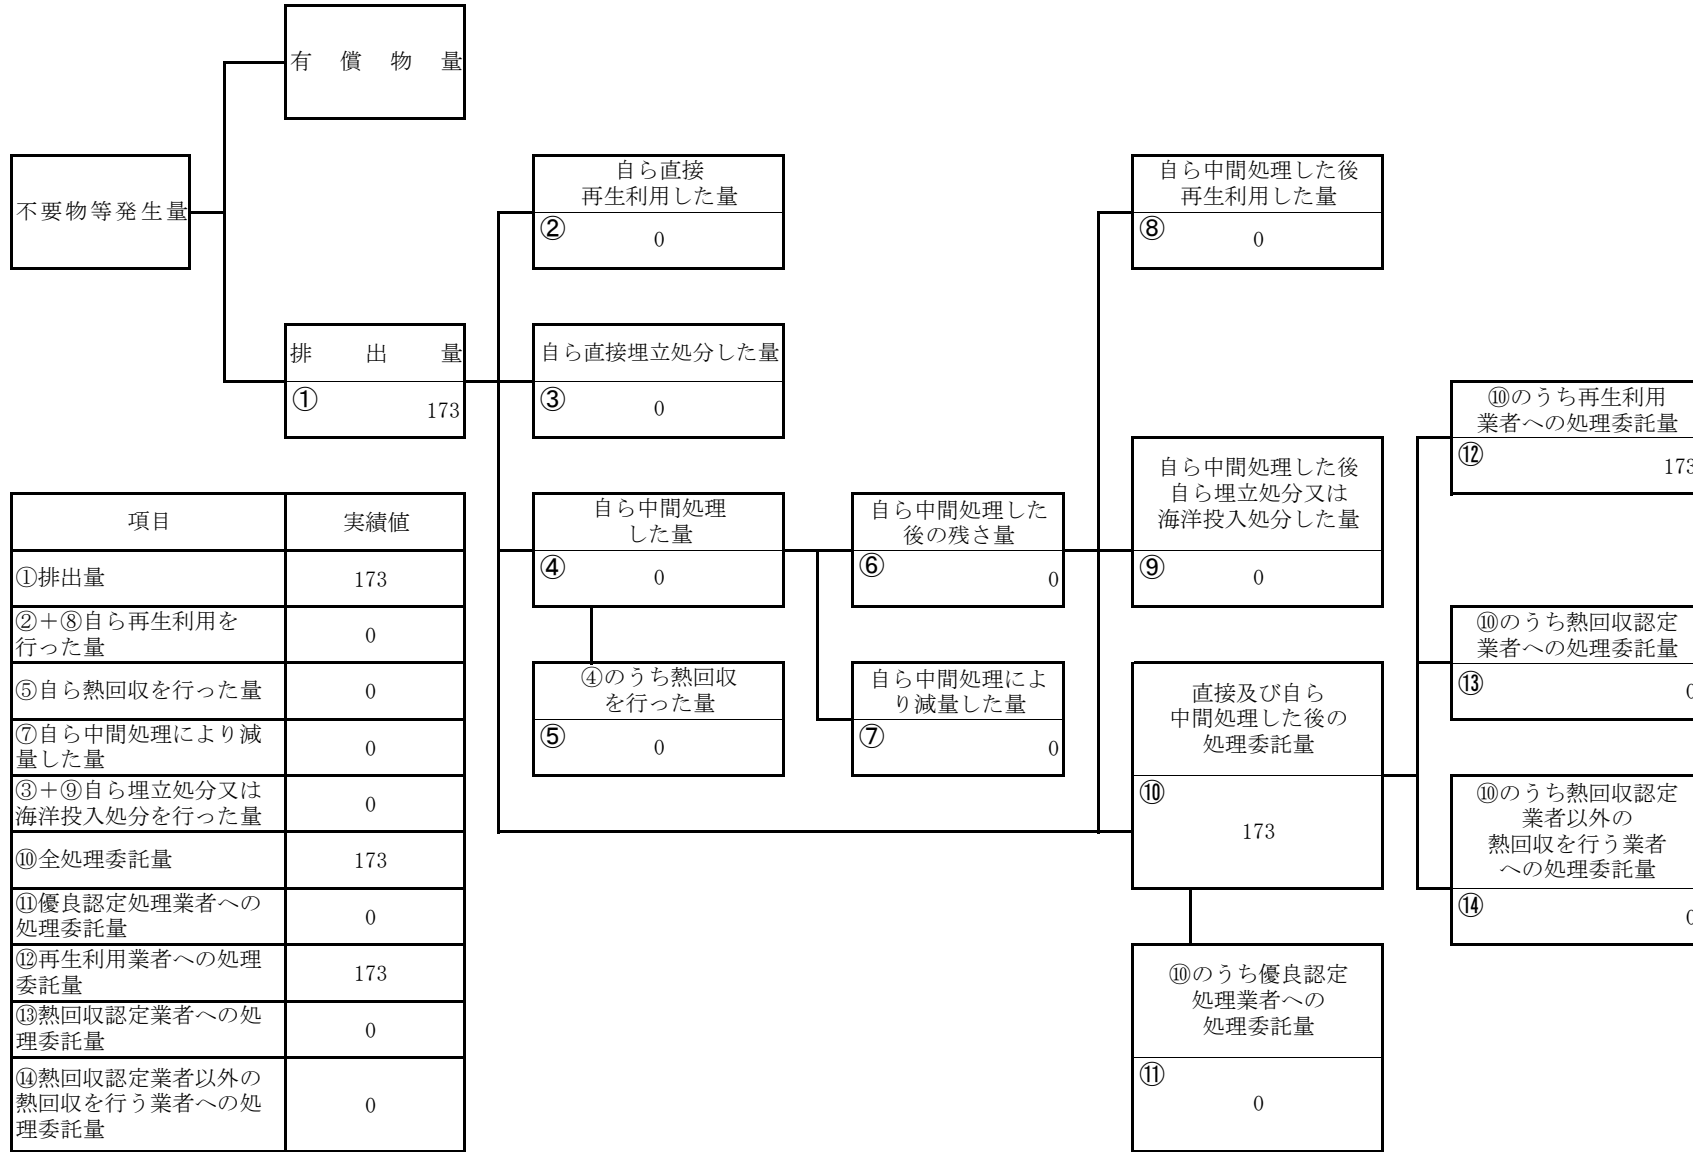 有償物量
不要物等発生量
自ら直接
再生利用した量
②
0
自ら中間処理した後
再生利用した量
⑧
0
排出量
①
173
自ら直接埋立処分した量
③
0
⑩のうち再生利用
業者への処理委託量
⑫
173
自ら中間処理
した量
④
0
自ら中間処理した
後の残さ量
⑥
0
自ら中間処理した後
自ら埋立処分又は
海洋投入処分した量
⑨
0
④のうち熱回収
を行った量
⑤
0
自ら中間処理によ
り減量した量
⑦
0
直接及び自ら
中間処理した後の
処理委託量
⑩
173
⑩のうち熱回収認定
業者への処理委託量
⑬
0
⑩のうち熱回収認定
業者以外の
熱回収を行う業者
への処理委託量
⑭
0
⑩のうち優良認定
処理業者への
処理委託量
⑪
0
項目 実績値
①排出量 173
②+⑧自ら再生利用を
行った量 0
⑤自ら熱回収を行った量 0
⑦自ら中間処理により減
量した量 0
③+⑨自ら埋立処分又は
海洋投入処分を行った量 0
⑩全処理委託量 173
⑪優良認定処理業者への
処理委託量 0
⑫再生利用業者への処理
委託量 173
⑬熱回収認定業者への処
理委託量 0
⑭熱回収認定業者以外の
熱回収を行う業者への処
理委託量 0